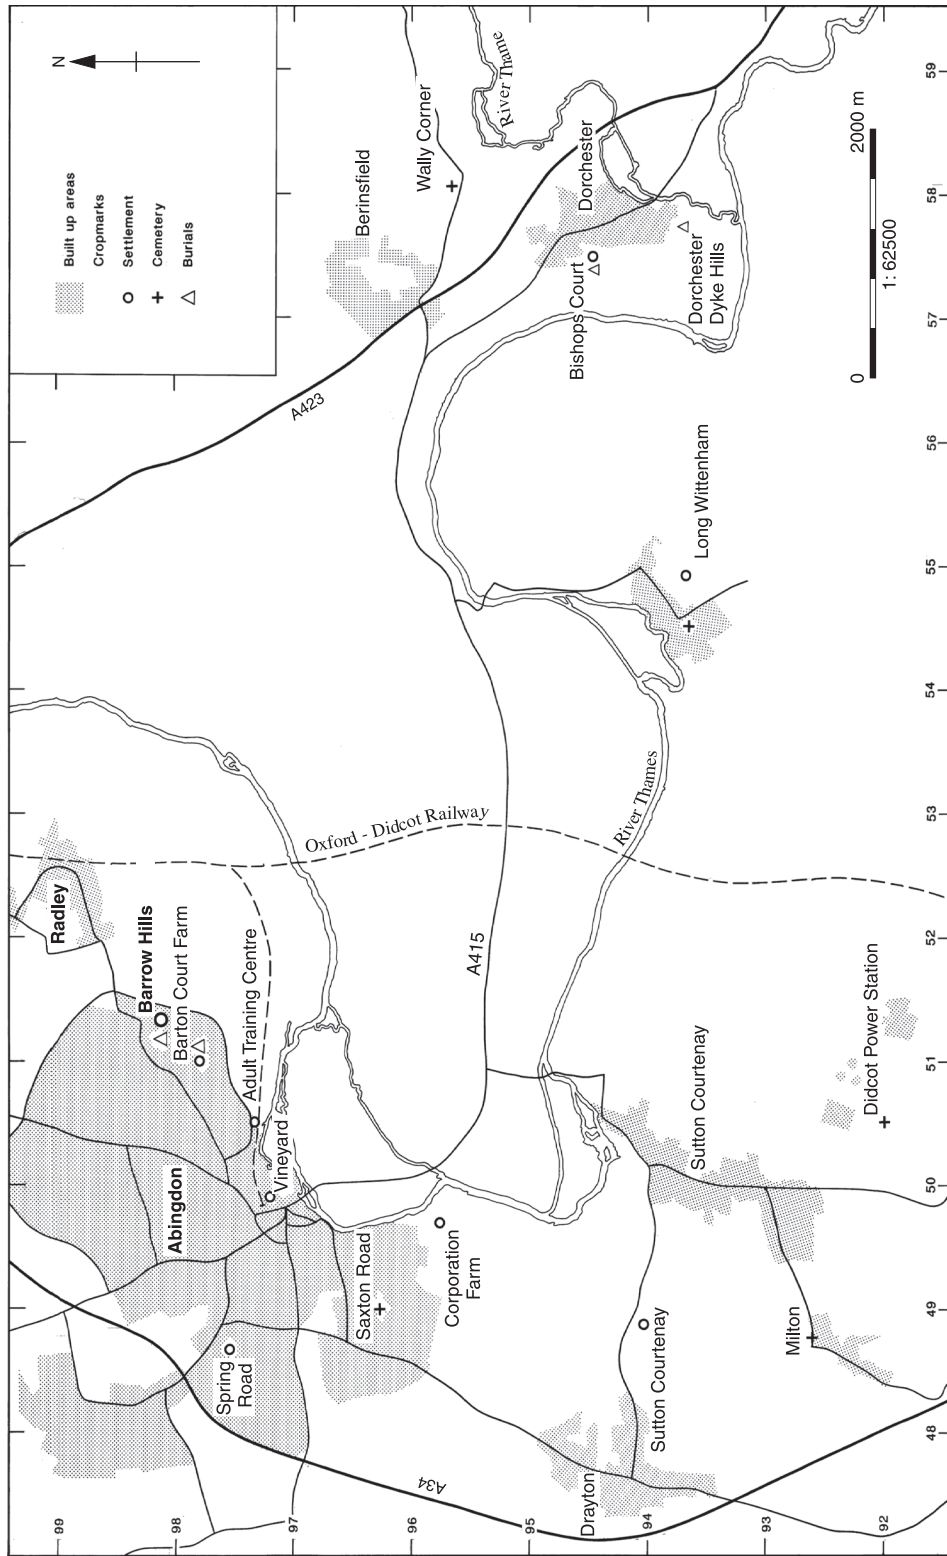 N
Built up areas
Cropmarks
Settlement
Cemetery
Burials
99
98
97
96
95
94
93
92
48
49
50
51
52
53
54
55
56
57
58
59
Radley
Barrow Hills
Barton Court Farm
Adult Training Centre
Vineyard
Abingdon
Spring
Road
Saxton Road
Corporation
Farm
A34
Drayton
Sutton Courtenay
Milton
Sutton Courtenay
Didcot Power Station
A415
Oxford - Didcot Railway
River Thames
Long Wittenham
A423
Berinsfield
Wally Corner
River Thame
Dorchester
Bishops Court
Dorchester
Dyke Hills
0
2000 m
1: 62500